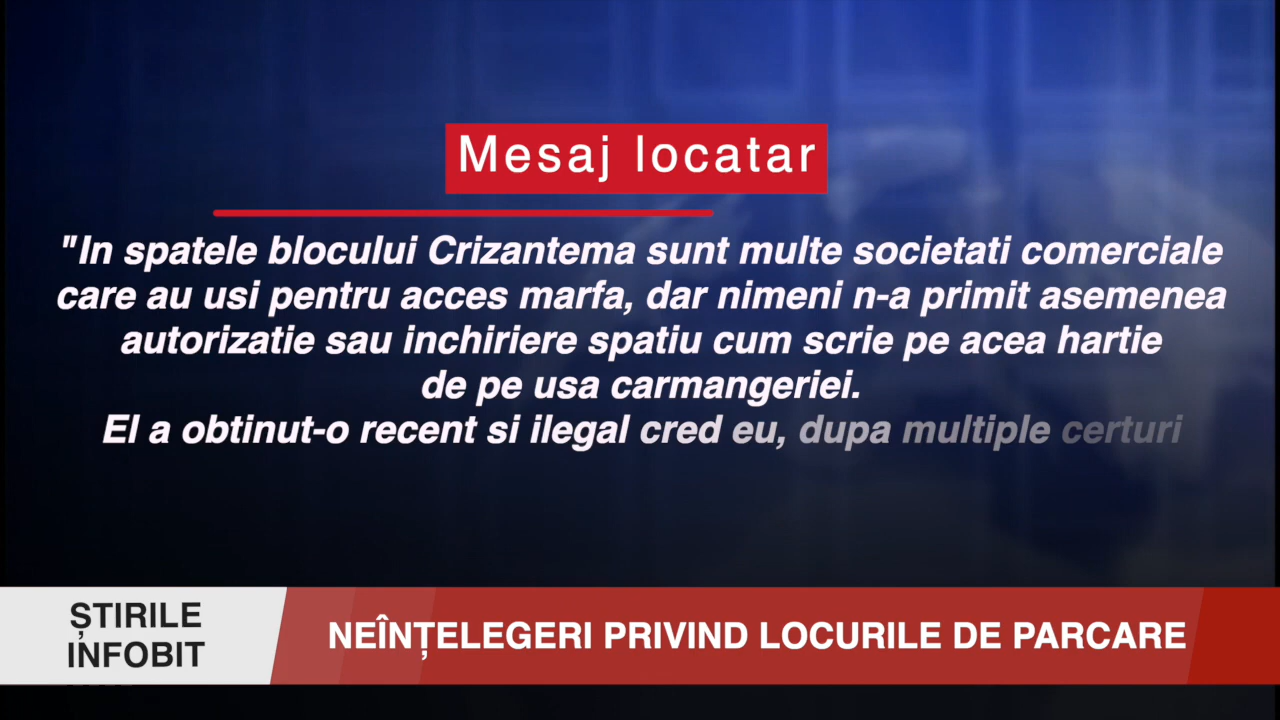 Mesaj locatar
"In spatele blocului Crizantema sunt multe societati comerciale
care au usi pentru acces marfa, dar nimeni n-a primit asemenea
autorizatie sau inchiriere spatiu cum scrie pe acea hartie
de pe usa carmangeriei.
El a obtinut-o recent si ilegal cred eu, dupa multiple certuri
ȘTIRILE
INFOBIT
NEÎNȚELEGERI PRIVIND LOCURILE DE PARCARE